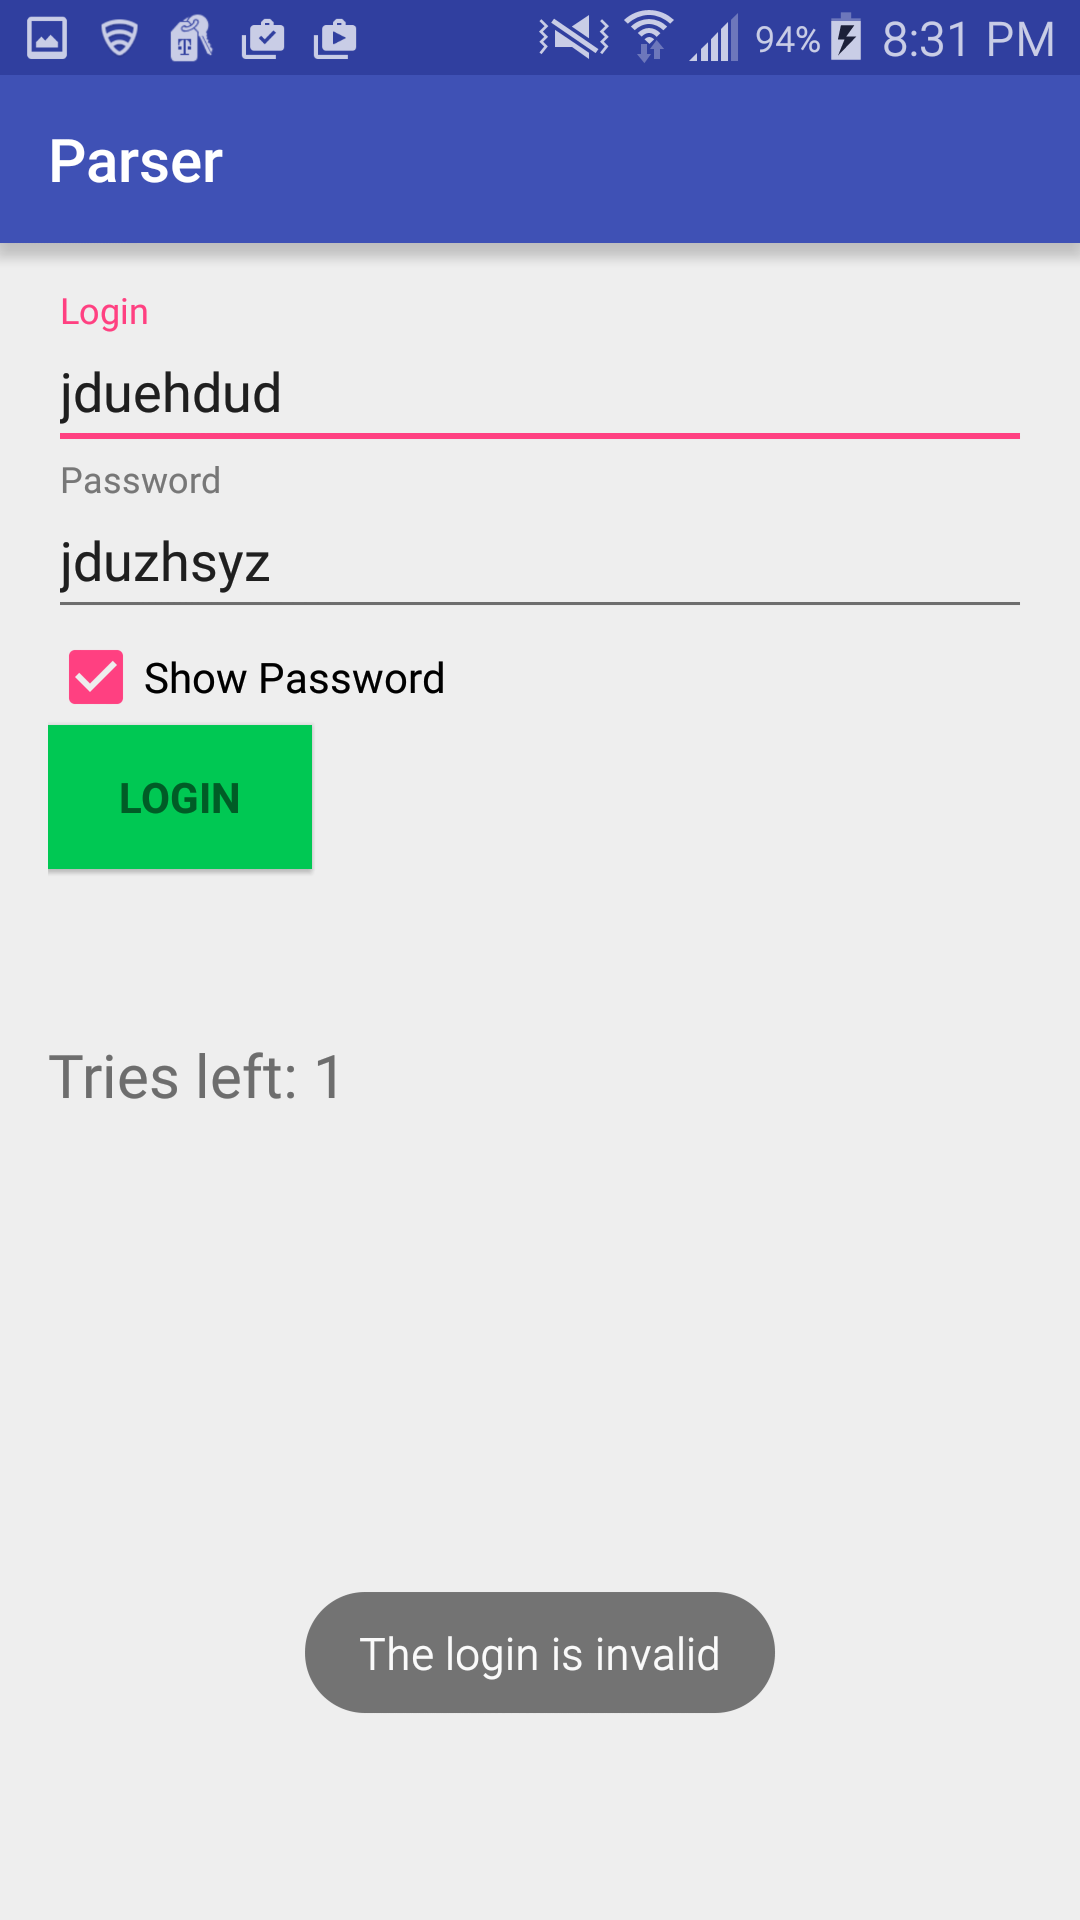 94% 8:31 PM
Parser
Login
jduehdud
Password
jduzhsyz
Show Password
LOGIN
Tries left: 1
The login is invalid